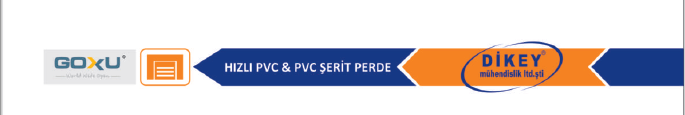 GOXU
HIZLI PVC & PVC ŞERİT PERDE
DİKEY®
mühendislik ltd.şti